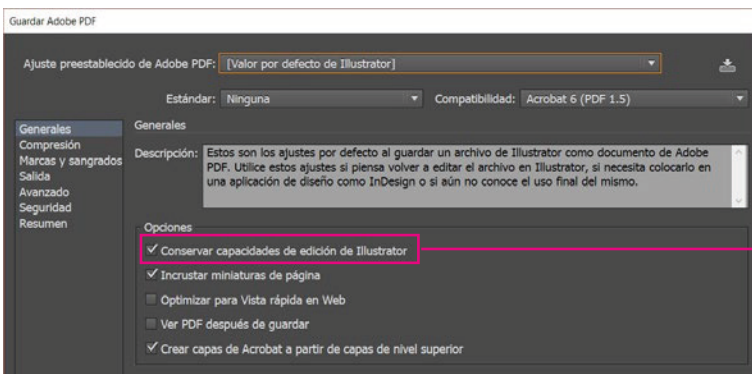 Guardar Adobe PDF
Ajuste preestablecido de Adobe PDF: [Valor por defecto de Illustrator]
Estándar: Ninguna Compatibilidad: Acrobat 6 (PDF 1.5)
Generales
Compresión
Marcas y sangrados
Salida
Avanzado
Seguridad
Resumen
Generales
Descripción: Estos son los ajustes por defecto al guardar un archivo de Illustrator como documento de Adobe
PDF. Utilice estos ajustes si piensa volver a editar el archivo en Illustrator, si necesita colocarlo en
una aplicación de diseño como InDesign o si aún no conoce el uso final del mismo.
Opciones
Conservar capacidades de edición de Illustrator
Incrustar miniaturas de página
Optimizar para Vista rápida en Web
Ver PDF después de guardar
Crear capas de Acrobat a partir de capas de nivel superior